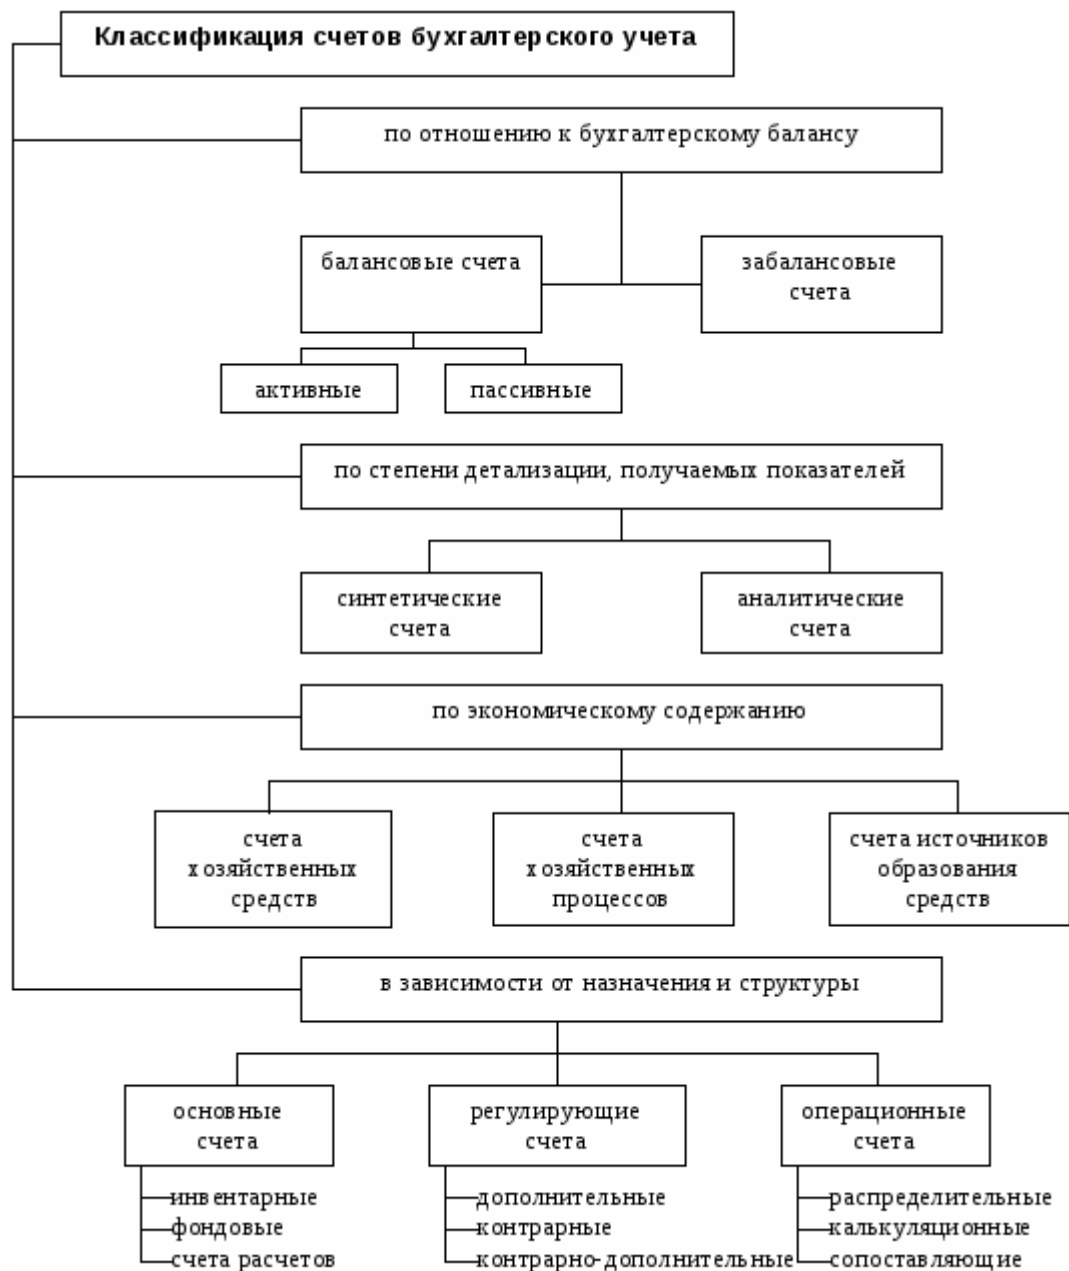 Классификация счетов бухгалтерского учета
по отношению к бухгалтерскому балансу
балансовые счета
забалансовые
счета
активные
пассивные
по степени детализации, получаемых показателей
синтетические
счета
аналитические
счета
по экономическому содержанию
счета
хозяйственных
средств
счета
хозяйственных
процессов
счета источников
образования
средств
в зависимости от назначения и структуры
основные
счета
регулирующие
счета
операционные
счета
инвентарные
фондовые
счета расчетов
дополнительные
контрарные
контрарно-дополнительные
распределительные
калькуляционные
сопоставляющие